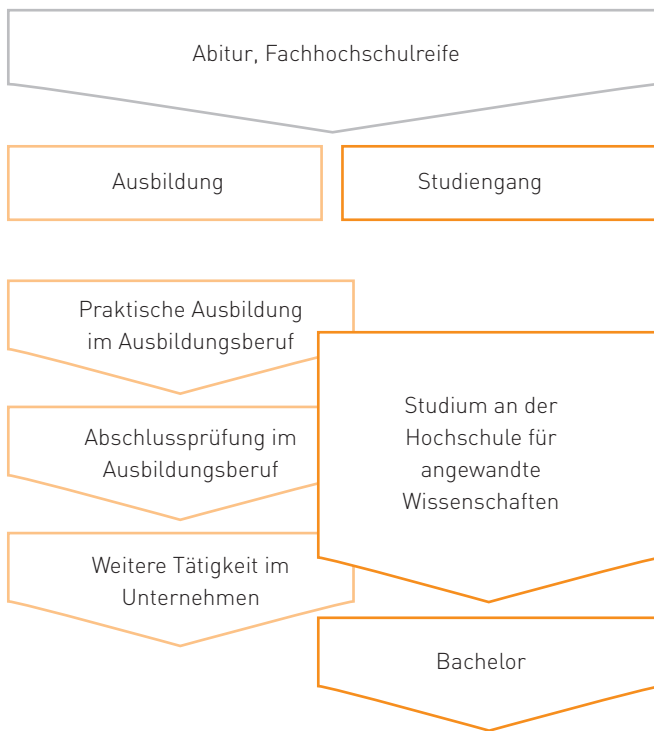 Abitur, Fachhochschulreife
Ausbildung
Studiengang
Praktische Ausbildung
im Ausbildungsberuf
Abschlussprüfung im
Ausbildungsberuf
Weitere Tätigkeit im
Unternehmen
Studium an der
Hochschule für
angewandte
Wissenschaften
Bachelor